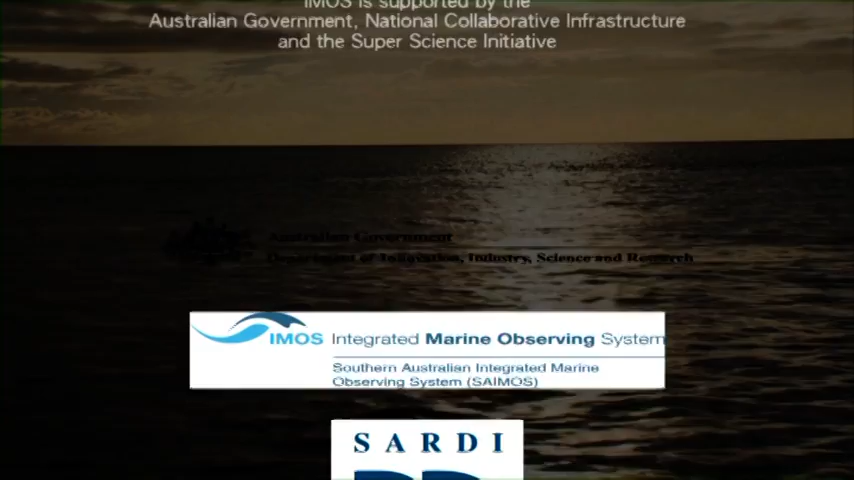 IMOS is supported by the
Australian Government, National Collaborative Infrastructure
and the Super Science Initiative
Australian Government
Department of Innovation, Industry, Science and Research
IMOS Integrated Marine Observing System
Southern Australian Integrated Marine
Observing System (SAIMOS)
SARDI